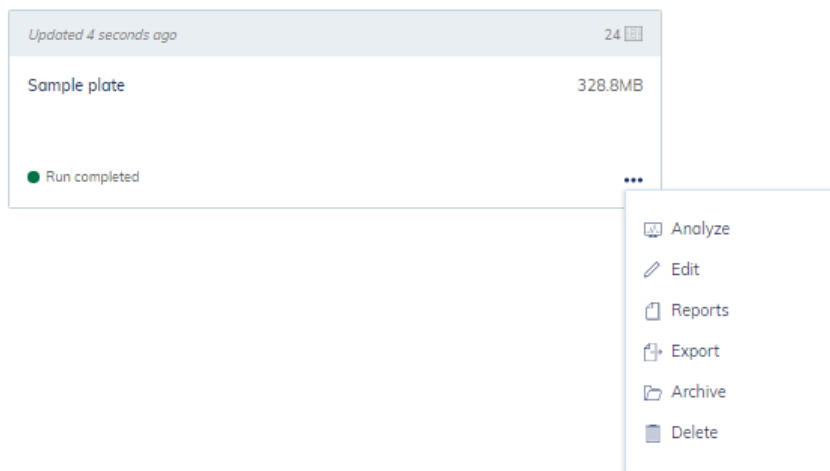 Updated 4 seconds ago 24
Sample plate 328.8MB
Run completed
Analyze
Edit
Reports
Export
Archive
Delete